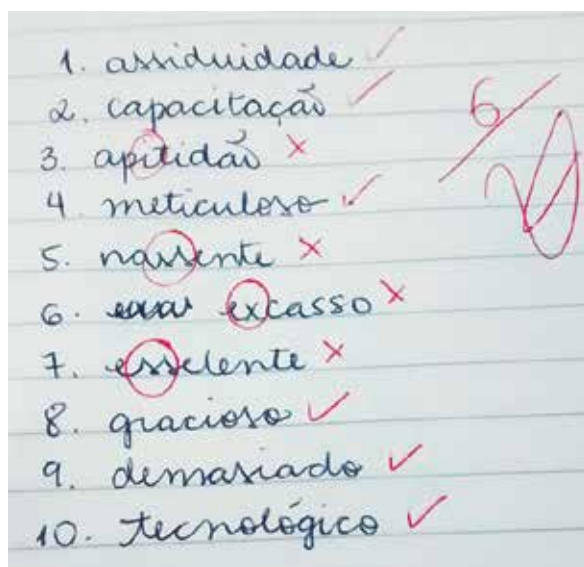 1. assiduidade
2. capacitação
3. apitidão
4. meticuloso
5. nassente
6. excasso
7. esselente
8. gracioso
9. demasiado
10. tecnológico
6